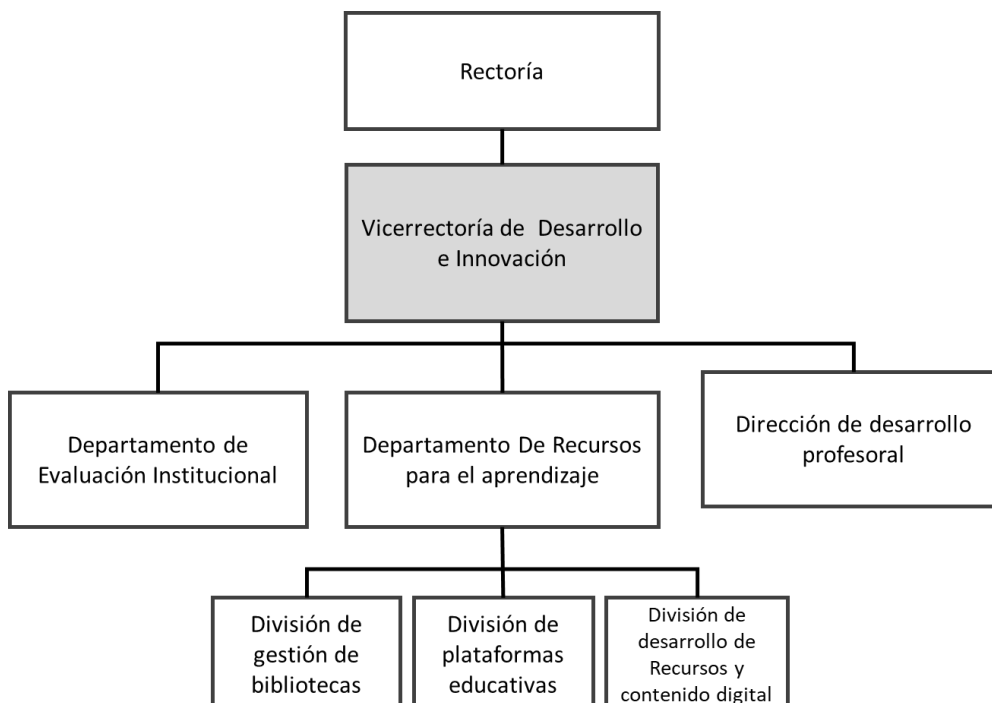 Rectoría
Vicerrectoría de Desarrollo
e Innovación
Departamento de
Evaluación Institucional
Departamento De Recursos
para el aprendizaje
Dirección de desarrollo
profesoral
División de
gestión de
bibliotecas
División de
plataformas
educativas
División de
desarrollo de
Recursos y
contenido digital